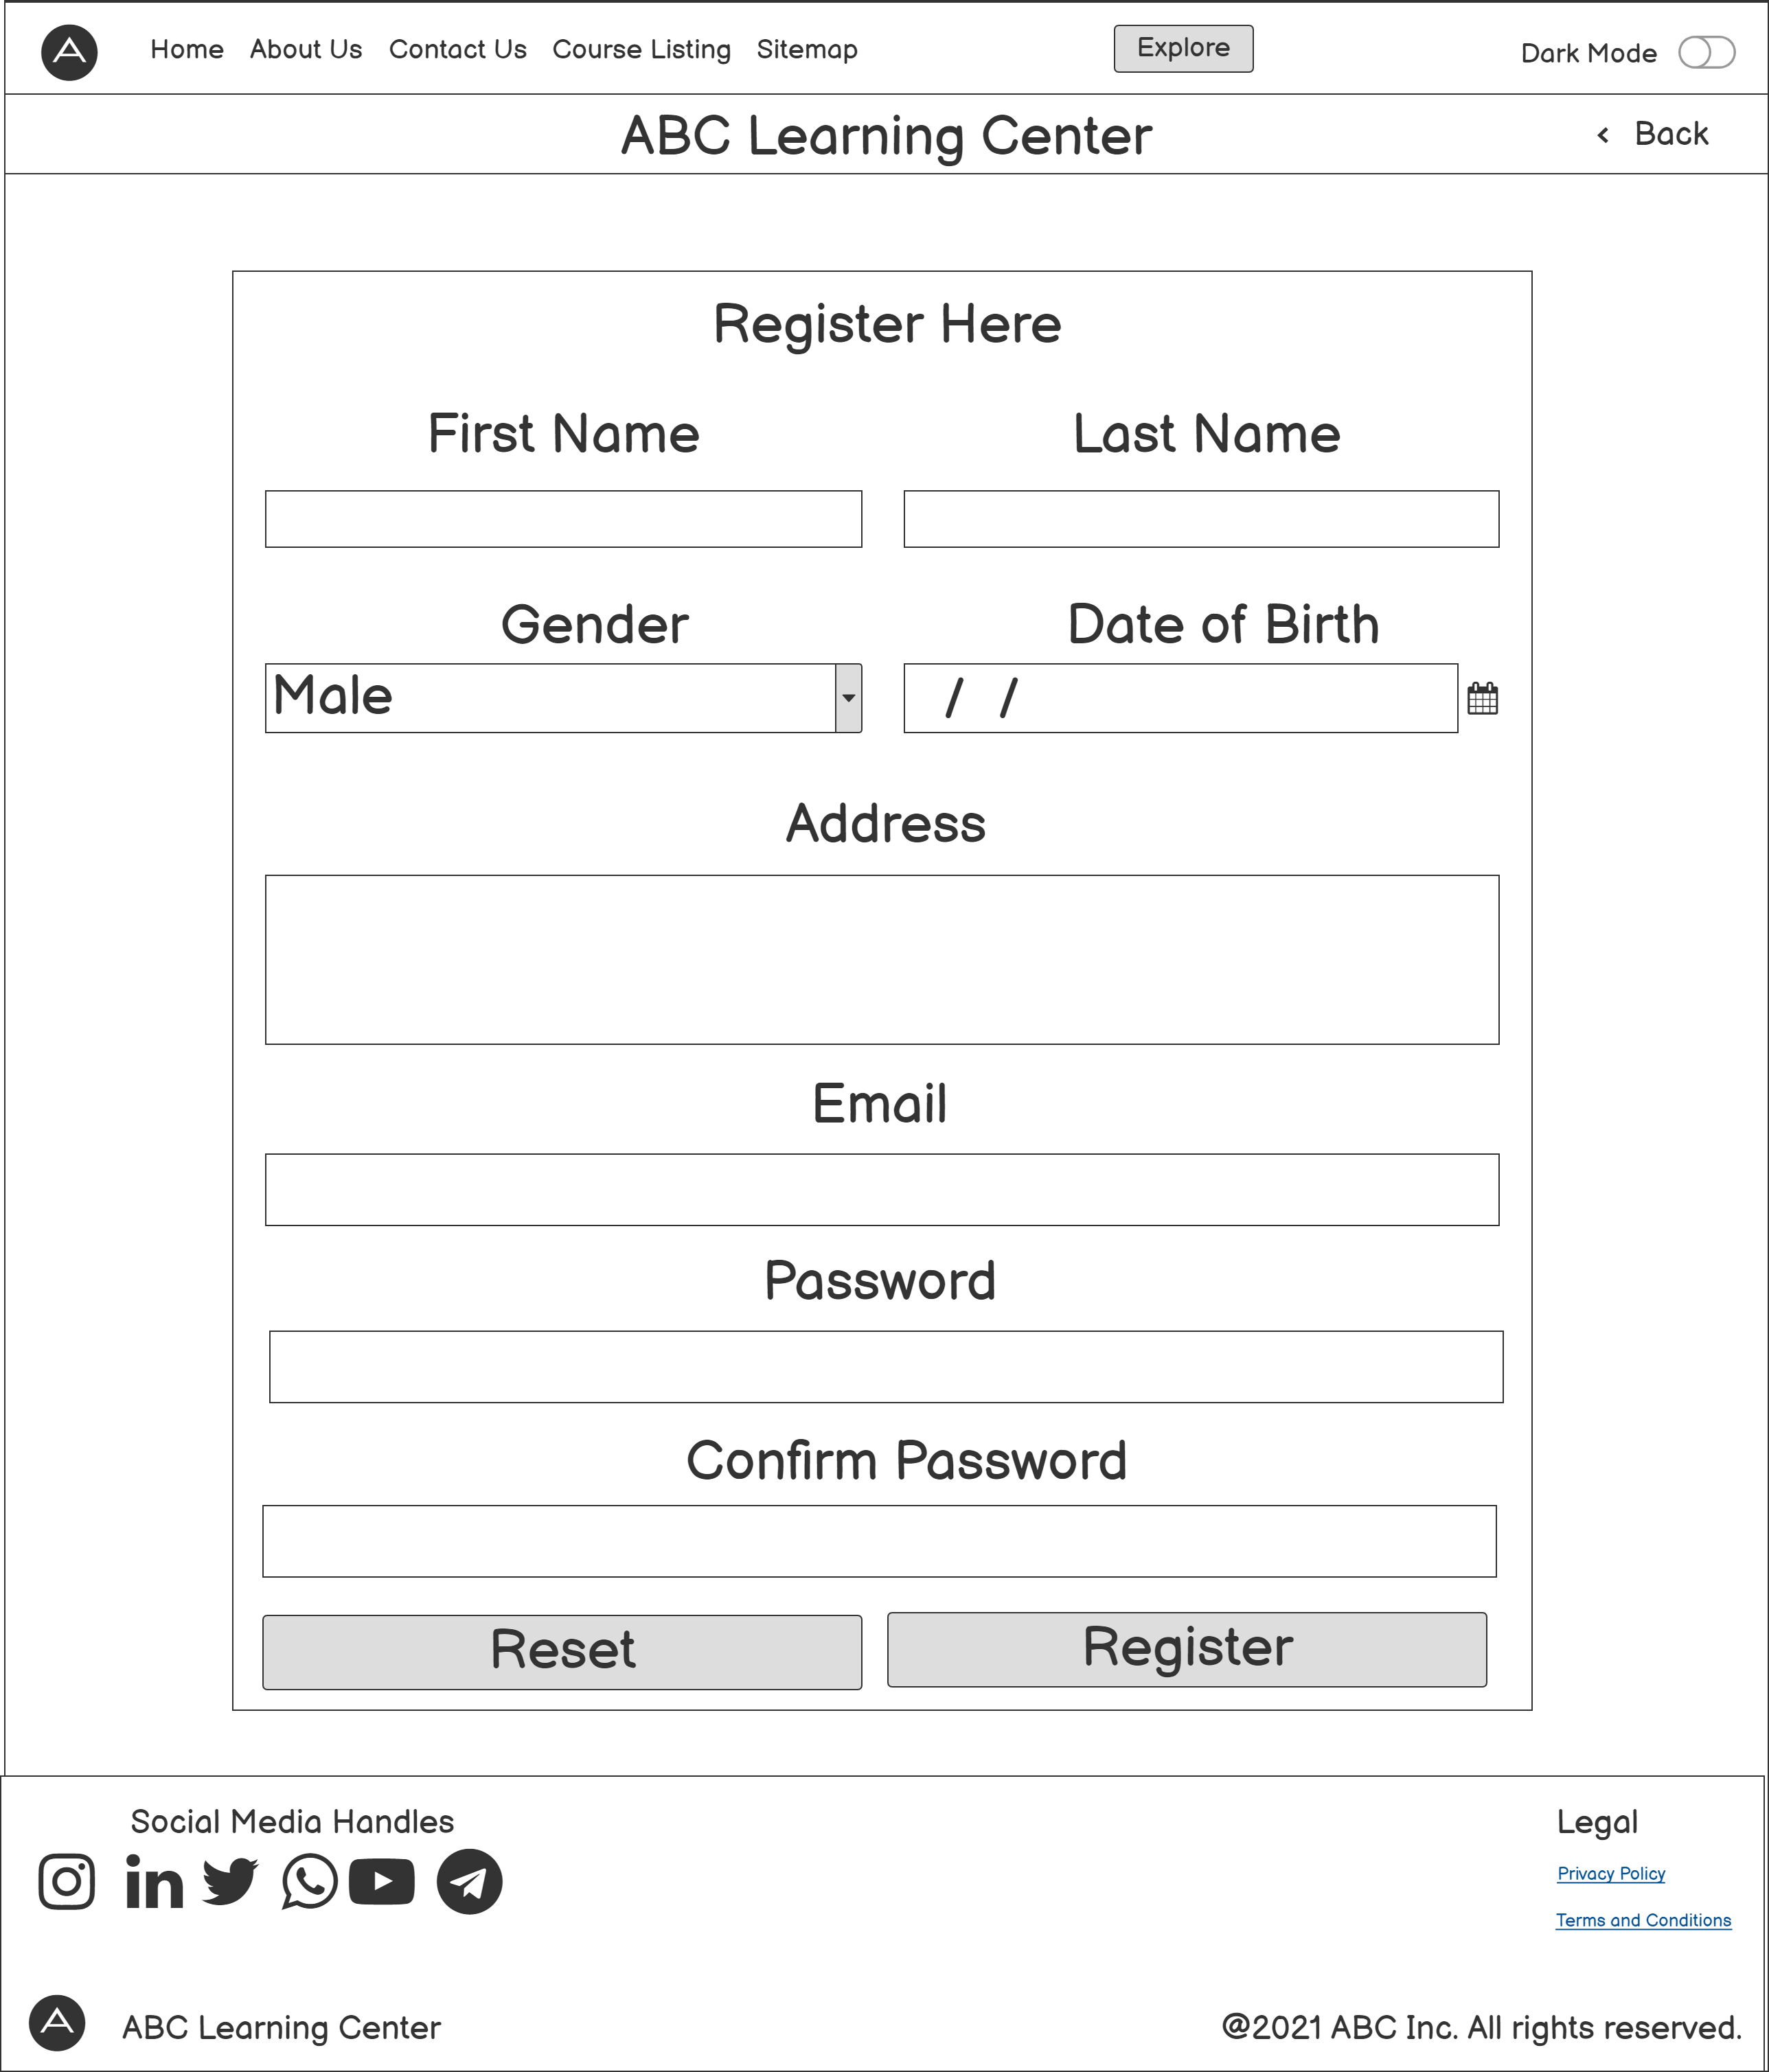 A Home About Us Contact Us Course Listing Sitemap Explore Dark Mode
ABC Learning Center < Back
Register Here
First Name Last Name
Gender Date of Birth
Male / /
Address
Email
Password
Confirm Password
Reset Register
Social Media Handles Legal
in Privacy Policy
Terms and Conditions
A ABC Learning Center @2021 ABC Inc. All rights reserved.